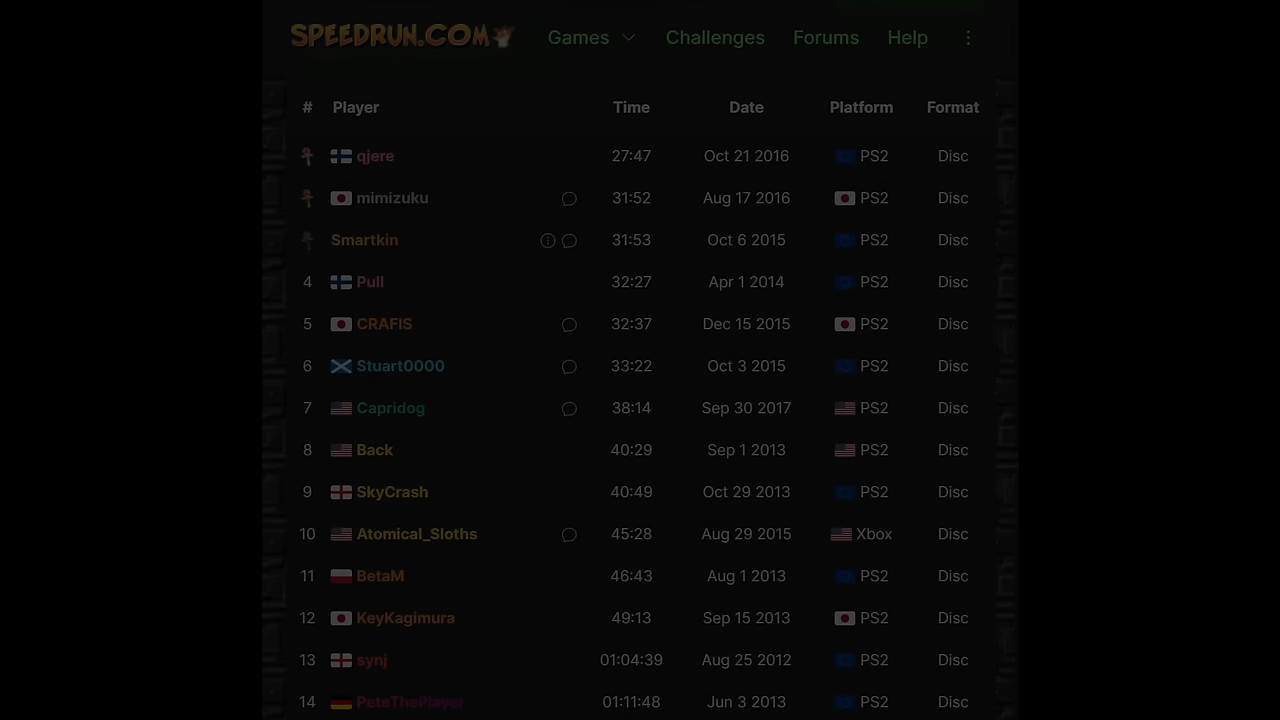 SPEEDRUN.COM Games Challenges Forums Help
# Player Time Date Platform Format
qjere 27:47 Oct 21 2016 PS2 Disc
mimizuku 31:52 Aug 17 2016 PS2 Disc
Smartkin 31:53 Oct 6 2015 PS2 Disc
4 Pull 32:27 Apr 1 2014 PS2 Disc
5 CRAFIS 32:37 Dec 15 2015 PS2 Disc
6 Stuart0000 33:22 Oct 3 2015 PS2 Disc
7 Capridog 38:14 Sep 30 2017 PS2 Disc
8 Back 40:29 Sep 1 2013 PS2 Disc
9 SkyCrash 40:49 Oct 29 2013 PS2 Disc
10 Atomical_Sloths 45:28 Aug 29 2015 Xbox Disc
11 BetaM 46:43 Aug 1 2013 PS2 Disc
12 KeyKagimura 49:13 Sep 15 2013 PS2 Disc
13 synj 01:04:39 Aug 25 2012 PS2 Disc
14 PeteThePlayer 01:11:48 Jun 3 2013 PS2 Disc